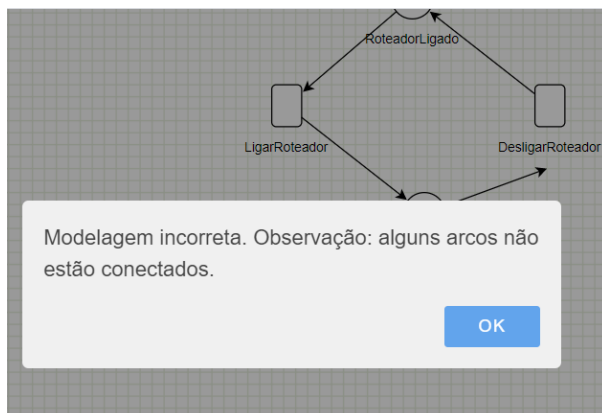 RoteadorLigado
LigarRoteador
DesligarRoteador
Modelagem incorreta. Observação: alguns arcos não
estão conectados.
OK